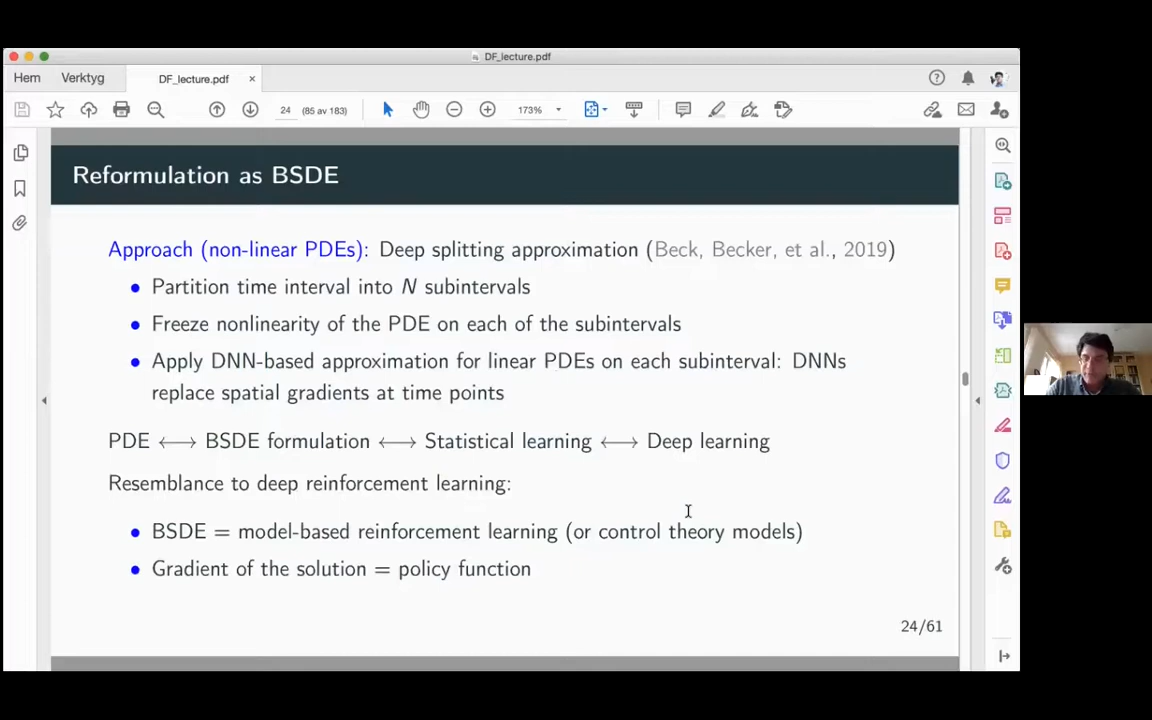 DF_lecture.pdf
Hem Verktyg DF_lecture.pdf ×
24 (85 av 183) 173%
Reformulation as BSDE
Approach (non-linear PDEs): Deep splitting approximation (Beck, Becker, et al., 2019)
• Partition time interval into N subintervals
• Freeze nonlinearity of the PDE on each of the subintervals
• Apply DNN-based approximation for linear PDEs on each subinterval: DNNs
replace spatial gradients at time points
PDE ⟷ BSDE formulation ⟷ Statistical learning ⟷ Deep learning
Resemblance to deep reinforcement learning:
• BSDE = model-based reinforcement learning (or control theory models)
• Gradient of the solution = policy function
24/61